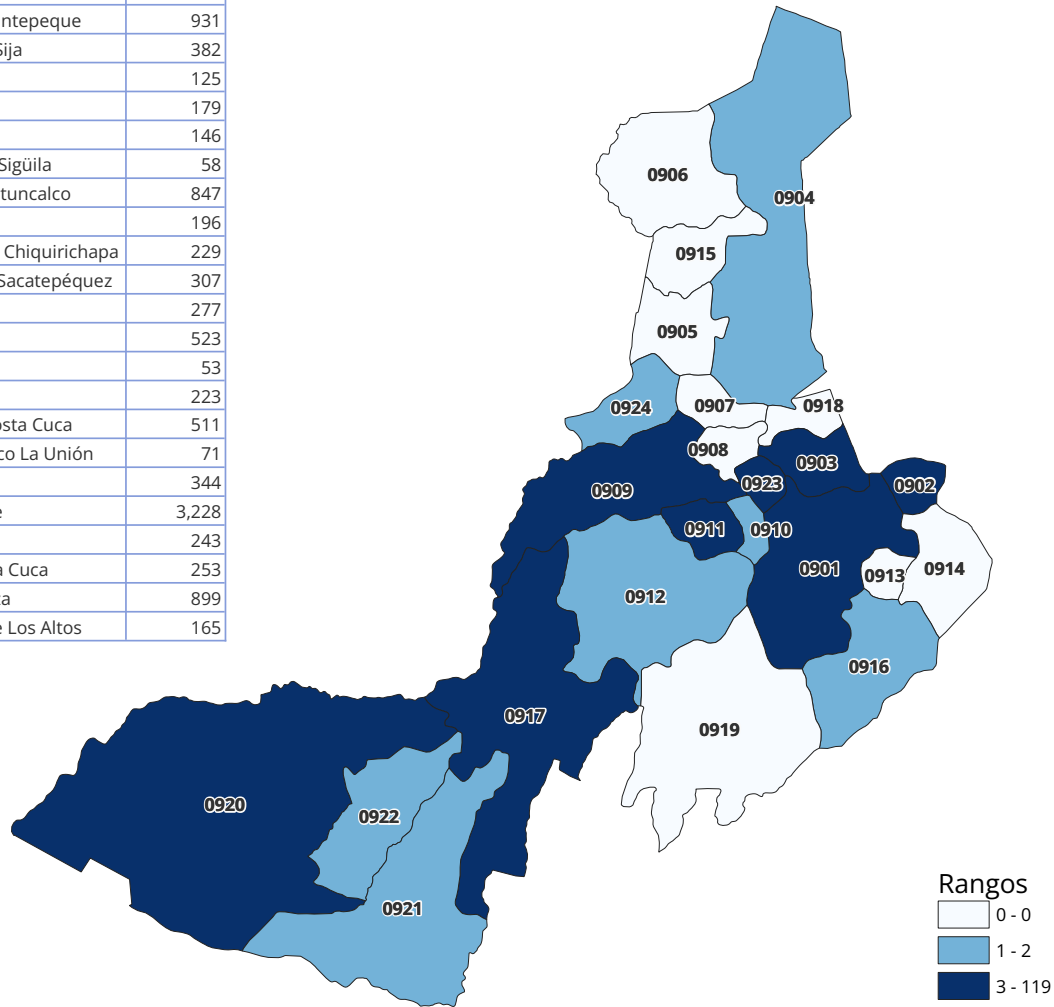 ntepeque 931
Sija 382
125
179
146
Sigüila 58
tuncalco 847
196
Chiquirichapa 229
Sacatepéquez 307
277
523
53
223
osta Cuca 511
co La Unión 71
344
e 3,228
243
a Cuca 253
ta 899
e Los Altos 165
0906
0904
0915
0905
0924
0907
0918
0908
0903
0909
0923
0902
0911
0910
0901
0913
0914
0912
0916
0917
0919
0920
0922
0921
Rangos
0 - 0
1 - 2
3 - 119